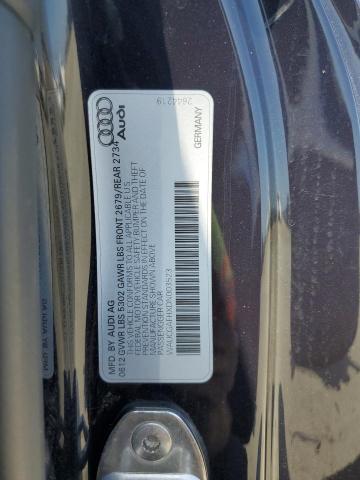 MFD BY AUDI AG
0612 GVWR LBS 5302 GAWR LBS FRONT 2679/REAR 2734
THIS VEHICLE CONFORMS TO ALL APPLICABLE U.S
FEDERAL MOTOR VEHICLE SAFETY BUMPER AND THEFT
PREVENTION STANDARDS IN EFFECT ON THE DATE OF
MANUFACTURE SHOWN ABOVE
PASSENGER CAR
Audi
2644219
GERMANY